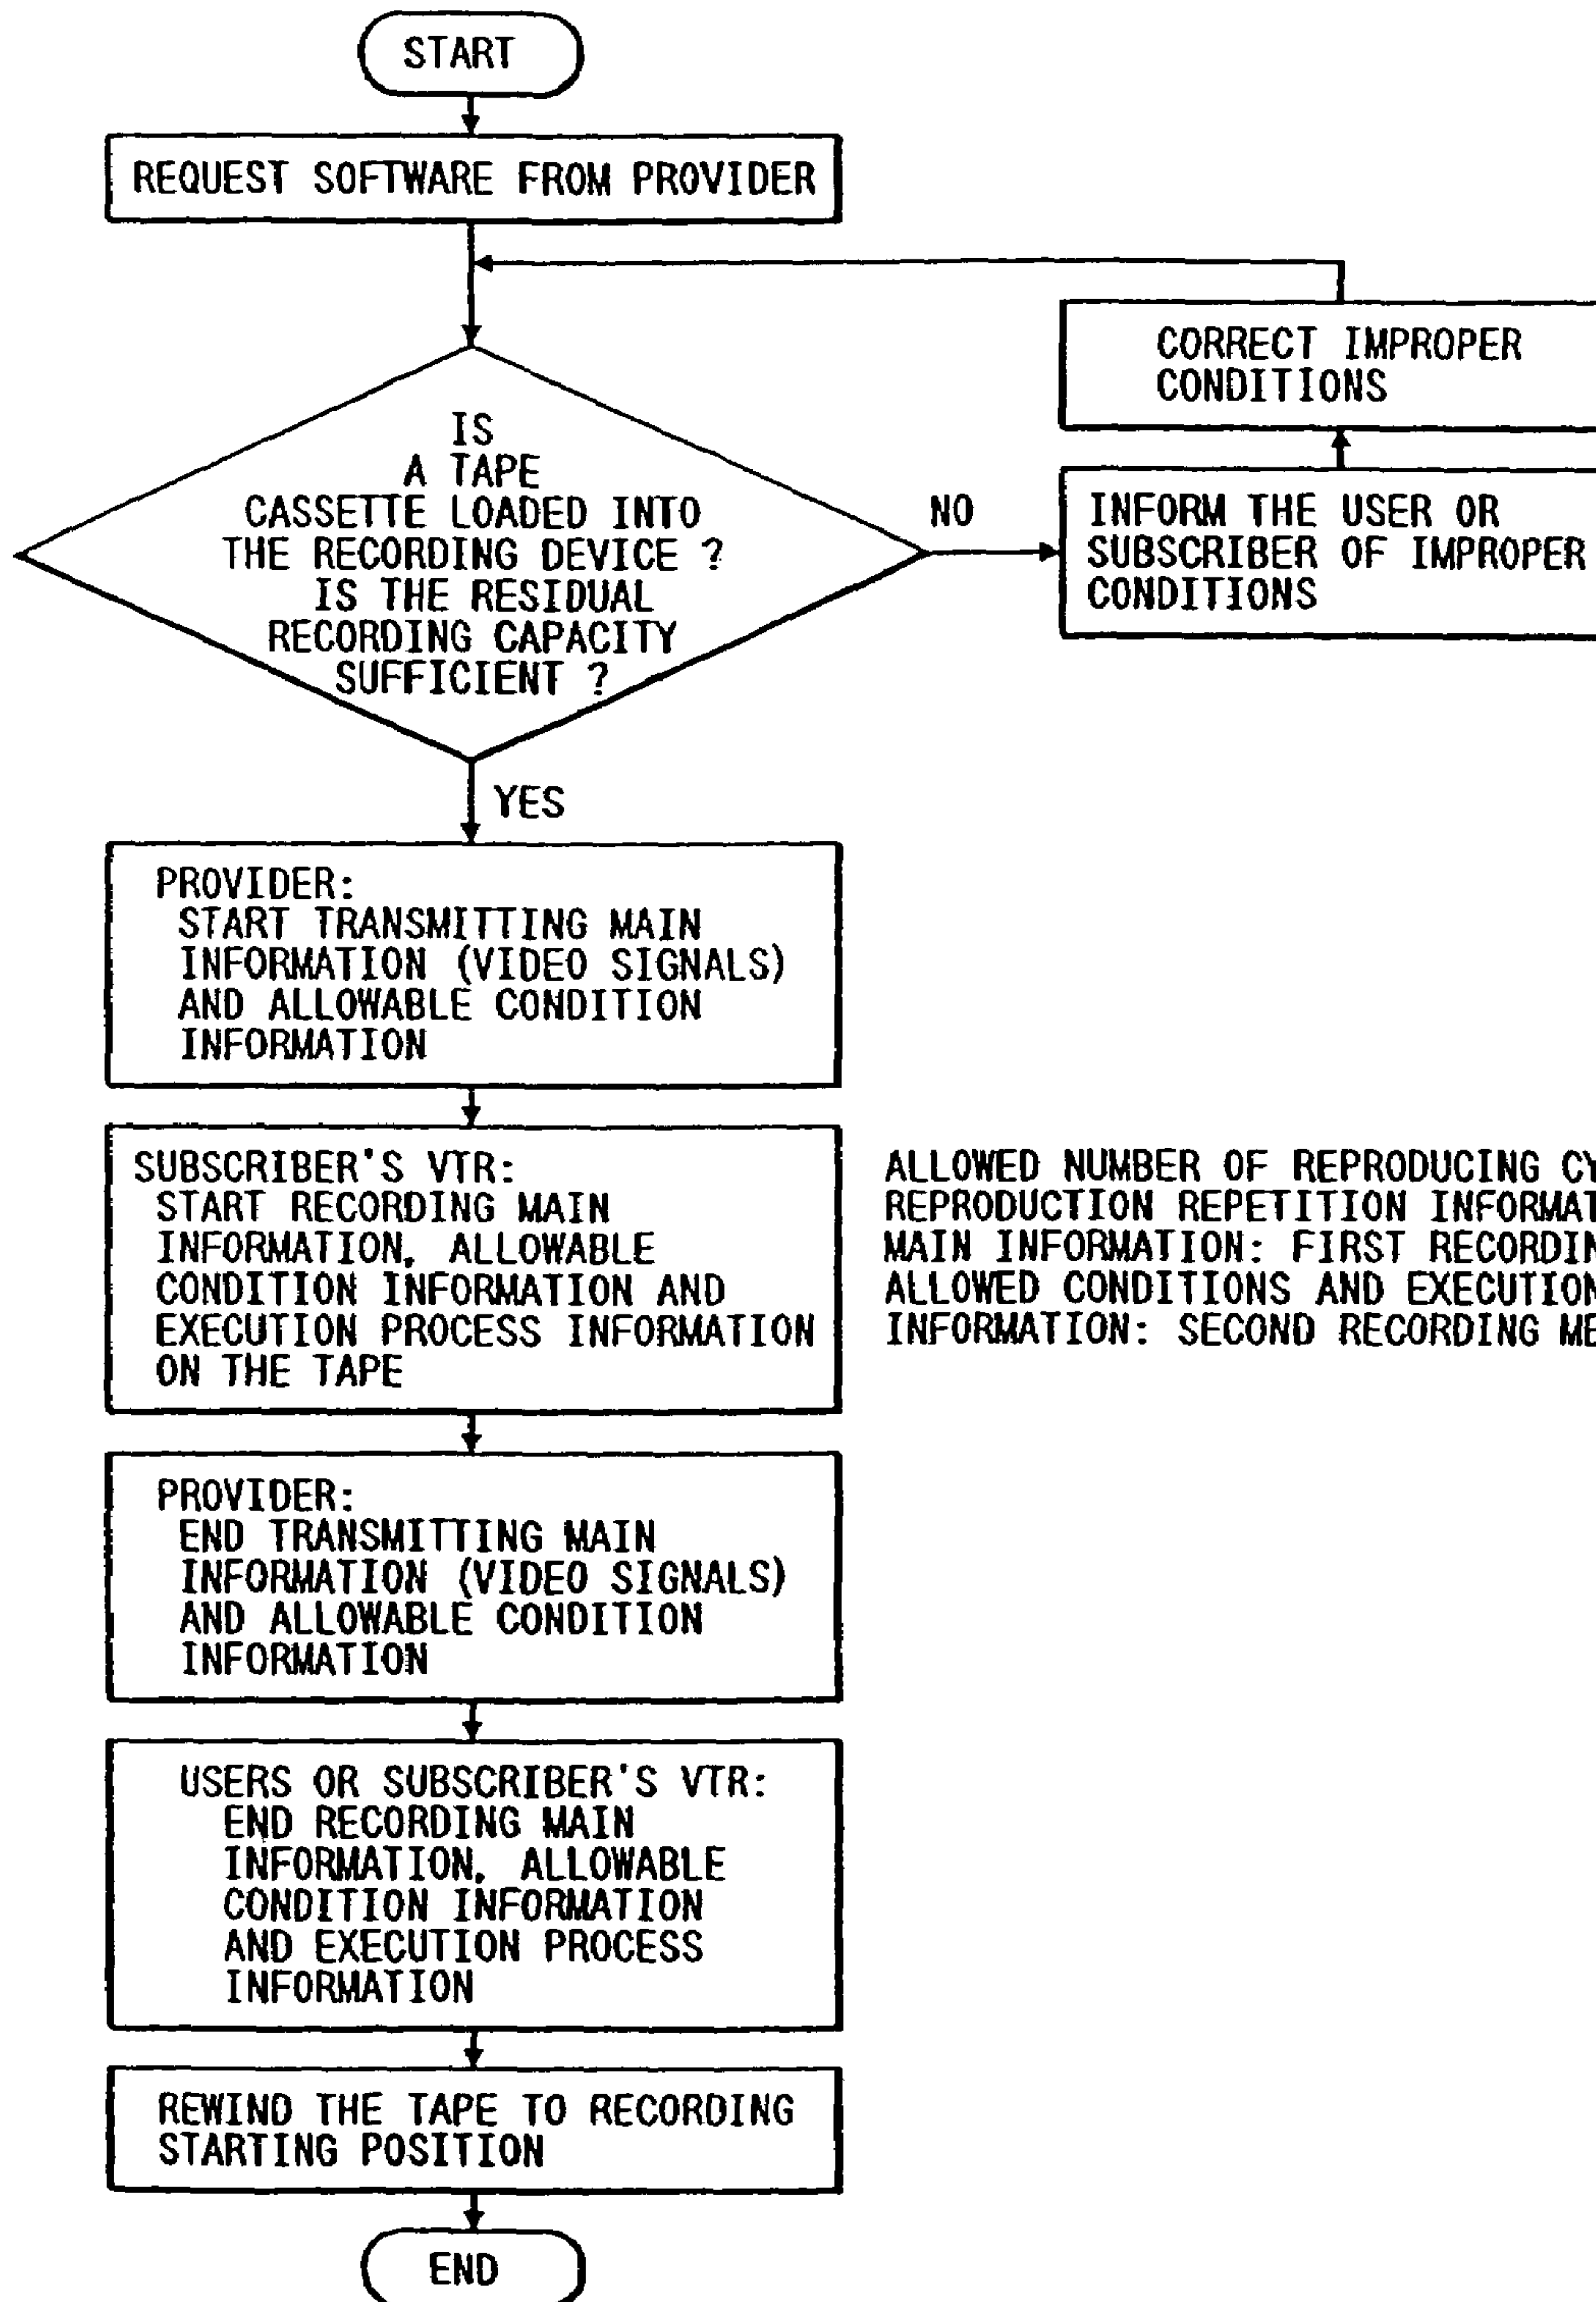 START
REQUEST SOFTWARE FROM PROVIDER
CORRECT IMPROPER
CONDITIONS
IS
A TAPE
CASSETTE LOADED INTO
THE RECORDING DEVICE ?
IS THE RESIDUAL
RECORDING CAPACITY
SUFFICIENT ?
NO
INFORM THE USER OR
SUBSCRIBER OF IMPROPER
CONDITIONS
YES
PROVIDER:
START TRANSMITTING MAIN
INFORMATION (VIDEO SIGNALS)
AND ALLOWABLE CONDITION
INFORMATION
SUBSCRIBER'S VTR:
START RECORDING MAIN
INFORMATION, ALLOWABLE
CONDITION INFORMATION AND
EXECUTION PROCESS INFORMATION
ON THE TAPE
ALLOWED NUMBER OF REPRODUCING
REPRODUCTION REPETITION
MAIN INFORMATION: FIRST
ALLOWED CONDITIONS AND EXECUTION
INFORMATION: SECOND RECORDING
PROVIDER:
END TRANSMITTING MAIN
INFORMATION (VIDEO SIGNALS)
AND ALLOWABLE CONDITION
INFORMATION
USERS OR SUBSCRIBER'S VTR:
END RECORDING MAIN
INFORMATION, ALLOWABLE
CONDITION INFORMATION
AND EXECUTION PROCESS
INFORMATION
REWIND THE TAPE TO RECORDING
STARTING POSITION
END